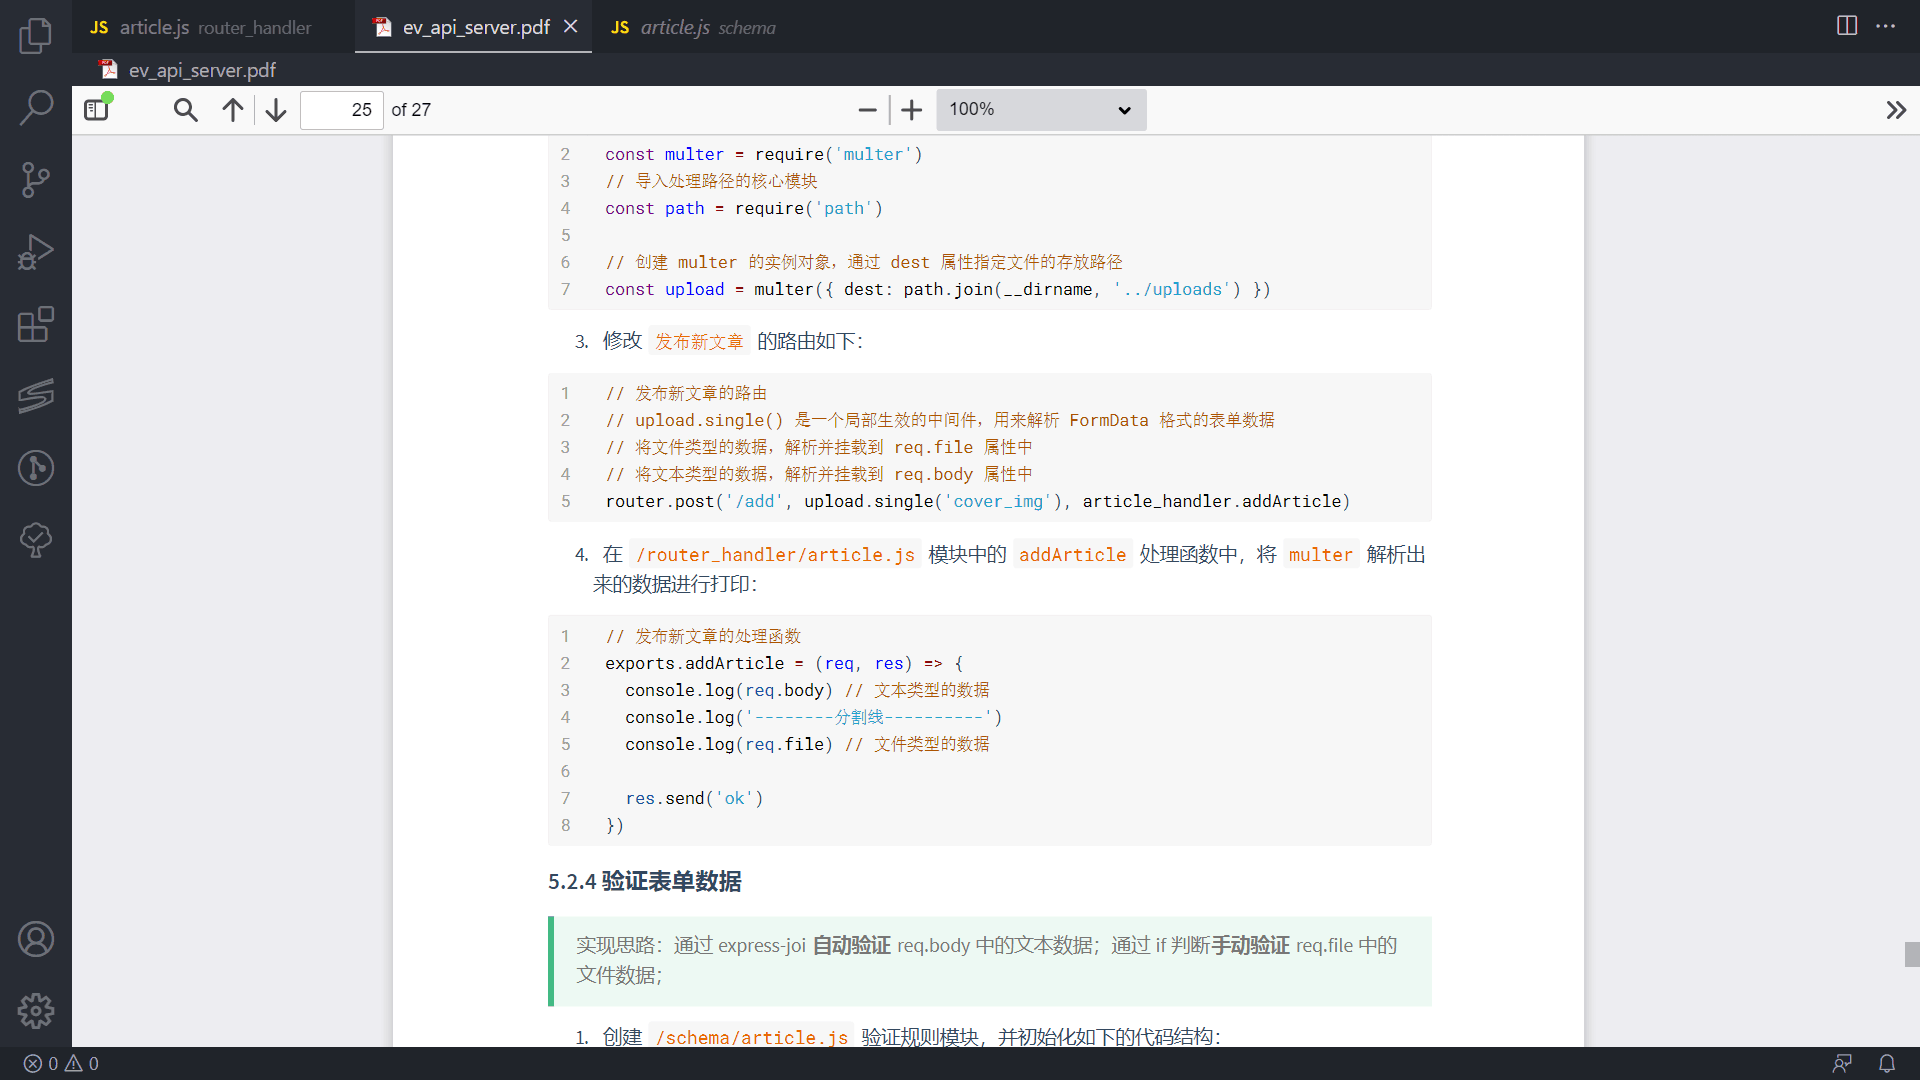 JS article.js router_handler
ev_api_server.pdf
JS article.js schema
ev_api_server.pdf
25 of 27
100%
2 const multer = require('multer')
3 // 导入处理路径的核心模块
4 const path = require('path')
5
6 // 创建 multer 的实例对象，通过 dest 属性指定文件的存放路径
7 const upload = multer({ dest: path.join(__dirname, '../uploads') })
3. 修改 发布新文章 的路由如下：
1 // 发布新文章的路由
2 // upload.single() 是一个局部生效的中间件，用来解析 FormData 格式的表单数据
3 // 将文件类型的数据，解析并挂载到 req.file 属性中
4 // 将文本类型的数据，解析并挂载到 req.body 属性中
5 router.post('/add', upload.single('cover_img'), article_handler.addArticle)
4. 在 /router_handler/article.js 模块中的 addArticle 处理函数中，将 multer 解析出
来的数据进行打印：
1 // 发布新文章的处理函数
2 exports.addArticle = (req, res) => {
3 console.log(req.body) // 文本类型的数据
4 console.log('--------分割线----------')
5 console.log(req.file) // 文件类型的数据
6
7 res.send('ok')
8 })
5.2.4 验证表单数据
实现思路：通过 express-joi 自动验证 req.body 中的文本数据；通过 if 判断手动验证 req.file 中的
文件数据；
1. 创建 /schema/article.js 验证规则模块，并初始化如下的代码结构：
0 0